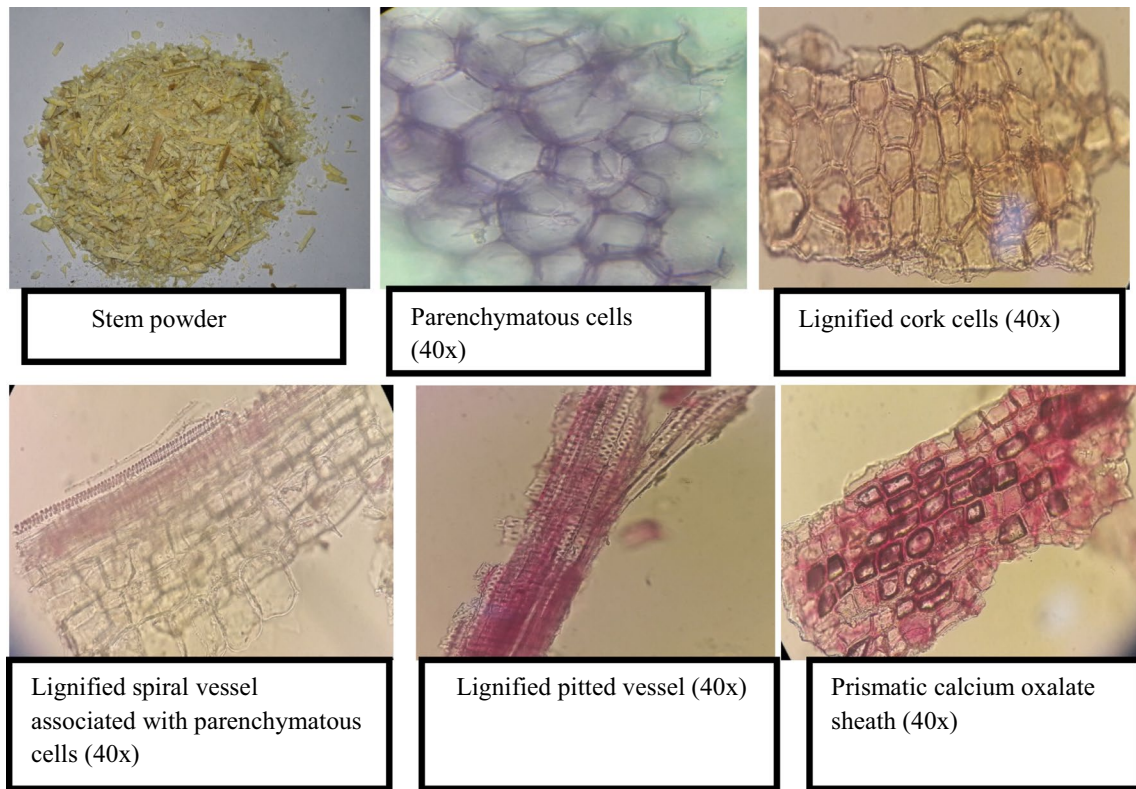 Stem powder
Parenchymatous cells
(40x)
Lignified cork cells (40x)
Lignified spiral vessel
associated with parenchymatous
cells (40x)
Lignified pitted vessel (40x)
Prismatic calcium oxalate
sheath (40x)